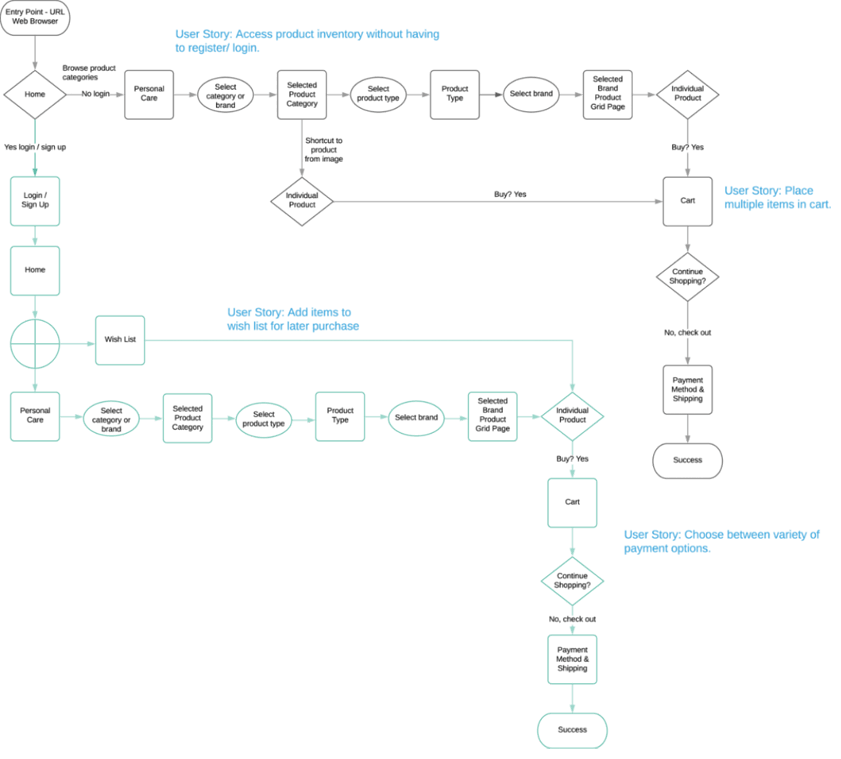 Entry Point - URL
Web Browser
User Story: Access product inventory without having
to register/ login.
Browse product
categories
Home
No login
Personal
Care
Select
category or
brand
Selected
Product
Category
Select
product type
Product
Type
Select brand
Selected
Brand
Product
Grid Page
Individual
Product
Yes login / sign up
Shortcut to
product
from image
Buy? Yes
Login /
Sign Up
Individual
Product
Buy? Yes
Cart
User Story: Place
multiple items in cart.
Home
Continue
Shopping?
User Story: Add items to
wish list for later purchase
Wish List
No, check out
Payment
Method &
Shipping
Personal
Care
Select
category or
brand
Selected
Product
Category
Select
product type
Product
Type
Select brand
Selected
Brand
Product
Grid Page
Individual
Product
Success
Buy? Yes
Cart
User Story: Choose between variety of
payment options.
Continue
Shopping?
No, check out
Payment
Method &
Shipping
Success